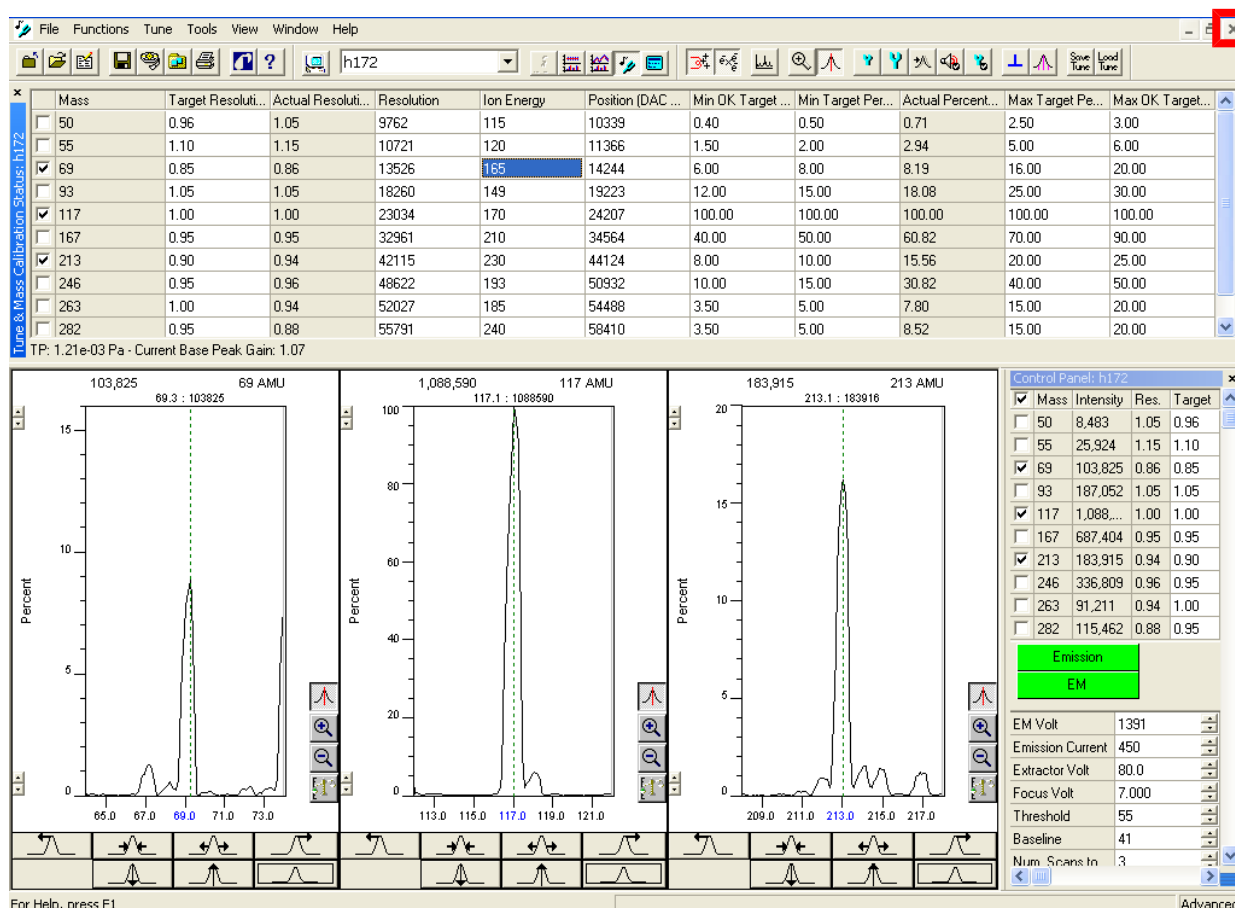 File Functions Tune Tools View Window Help
h172
Save Tune Load Tune
Tune & Mass Calibration Status: h172
Mass Target Resoluti... Actual Resoluti... Resolution Ion Energy Position (DAC ... Min OK Target ... Min Target Per... Actual Percent... Max Target Pe... Max OK Target...
50 0.96 1.05 9762 115 10339 0.40 0.50 0.71 2.50 3.00
55 1.10 1.15 10721 120 11366 1.50 2.00 2.94 5.00 6.00
69 0.85 0.86 13526 165 14244 6.00 8.00 8.19 16.00 20.00
93 1.05 1.05 18260 149 19223 12.00 15.00 18.08 25.00 30.00
117 1.00 1.00 23034 170 24207 100.00 100.00 100.00 100.00 100.00
167 0.95 0.95 32961 210 34564 40.00 50.00 60.82 70.00 90.00
213 0.90 0.94 42115 230 44124 8.00 10.00 15.56 20.00 25.00
246 0.95 0.96 48622 193 50932 10.00 15.00 30.82 40.00 50.00
263 1.00 0.94 52027 185 54488 3.50 5.00 7.80 15.00 20.00
282 0.95 0.88 55791 240 58410 3.50 5.00 8.52 15.00 20.00
TP: 1.21e-03 Pa - Current Base Peak Gain: 1.07
103,825 69 AMU
69.3 : 103825
15
10
5
0
Percent
65.0 67.0 69.0 71.0 73.0
1,088,590 117 AMU
117.1 : 1088590
100
80
60
40
20
0
Percent
113.0 115.0 117.0 119.0 121.0
183,915 213 AMU
213.1 : 183916
20
15
10
5
0
Percent
209.0 211.0 213.0 215.0 217.0
Control Panel: h172
Mass Intensity Res. Target
50 8,483 1.05 0.96
55 25,924 1.15 1.10
69 103,825 0.86 0.85
93 187,052 1.05 1.05
117 1,088,... 1.00 1.00
167 687,404 0.95 0.95
213 183,915 0.94 0.90
246 336,809 0.96 0.95
263 91,211 0.94 1.00
282 115,462 0.88 0.95
Emission
EM
EM Volt 1391
Emission Current 450
Extractor Volt 80.0
Focus Volt 7.000
Threshold 55
Baseline 41
Num. Scans to 3
For Help, press F1
Advanced